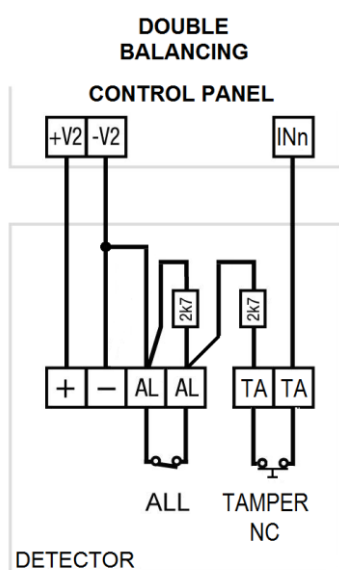 DOUBLE
BALANCING
CONTROL PANEL
+V2 -V2 INn
2k7 2k7
+ − AL AL TA TA
ALL TAMPER
NC
DETECTOR